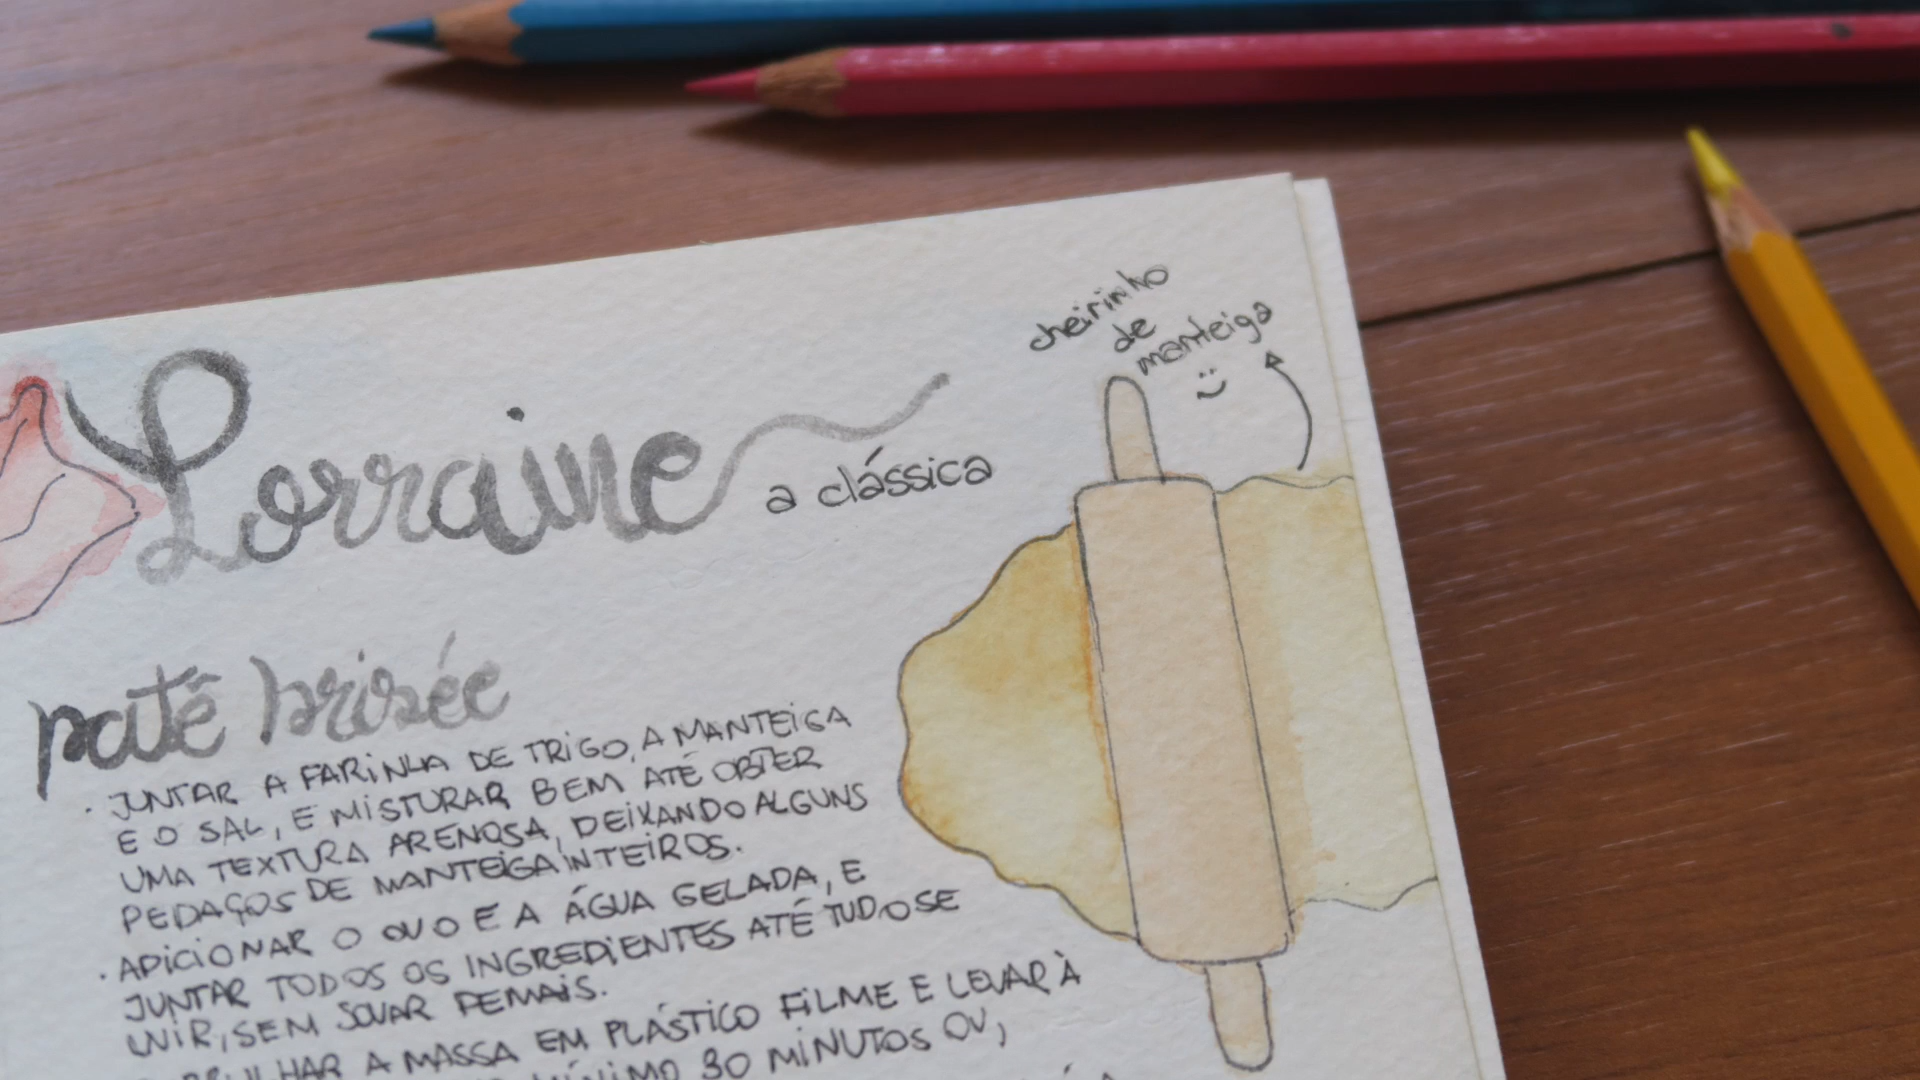 Lorraine
a clássica
cheirinho
de
manteiga
patê brisée
· JUNTAR A FARINHA DE TRIGO, A MANTEIGA
E O SAL, E MISTURAR BEM ATÉ OBTER
UMA TEXTURA ARENOSA, DEIXANDO ALGUNS
PEDAÇOS DE MANTEIGA INTEIROS.
· ADICIONAR O OVO E A ÁGUA GELADA, E
JUNTAR TODOS OS INGREDIENTES ATÉ TUDO SE
UNIR, SEM SOVAR DEMAIS.
A MASSA EM PLÁSTICO FILME E LEVAR À
MÍNIMO 30 MINUTOS OU,